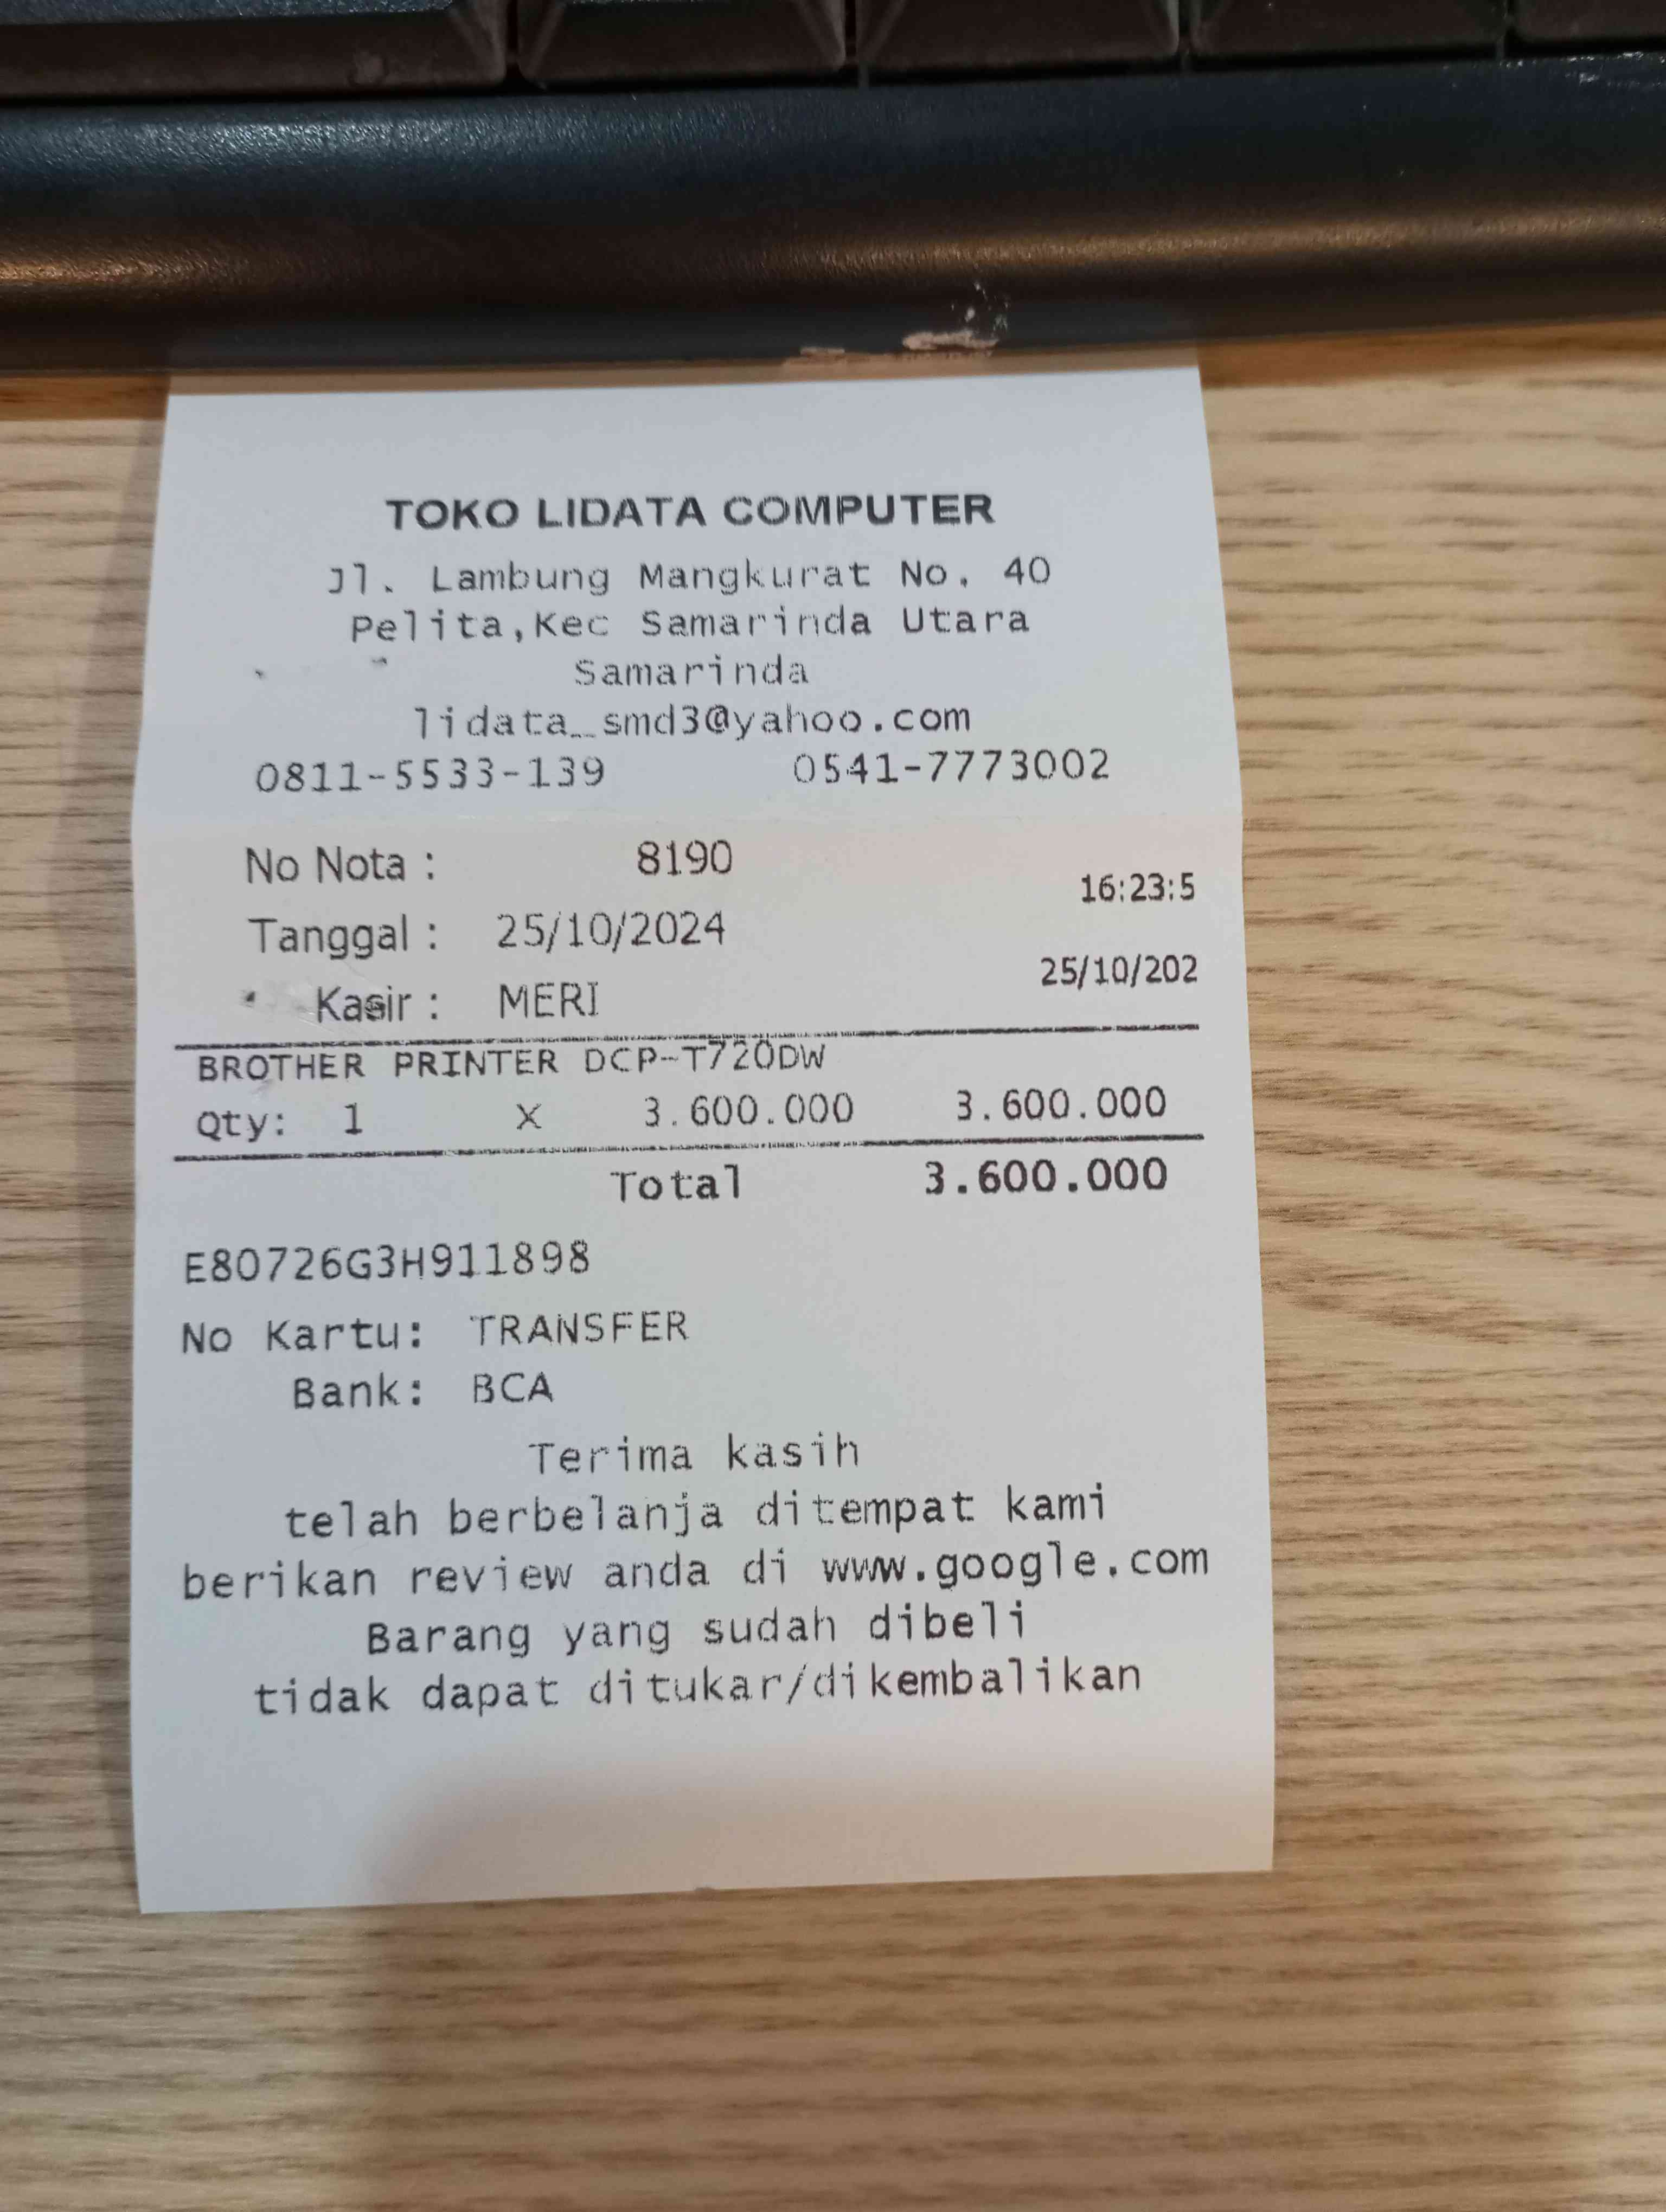 TOKO LIDATA COMPUTER
Jl. Lambung Mangkurat No. 40
Pelita,Kec Samarinda Utara
Samarinda
lidata_smd3@yahoo.com
0811-5533-139 0541-7773002
No Nota : 8190
16:23:5
Tanggal : 25/10/2024
25/10/202
Kasir : MERI
BROTHER PRINTER DCP-T720DW
Qty: 1 X 3.600.000 3.600.000
Total 3.600.000
E80726G3H911898
No Kartu: TRANSFER
Bank: BCA
Terima kasih
telah berbelanja ditempat kami
berikan review anda di www.google.com
Barang yang sudah dibeli
tidak dapat ditukar/dikembalikan